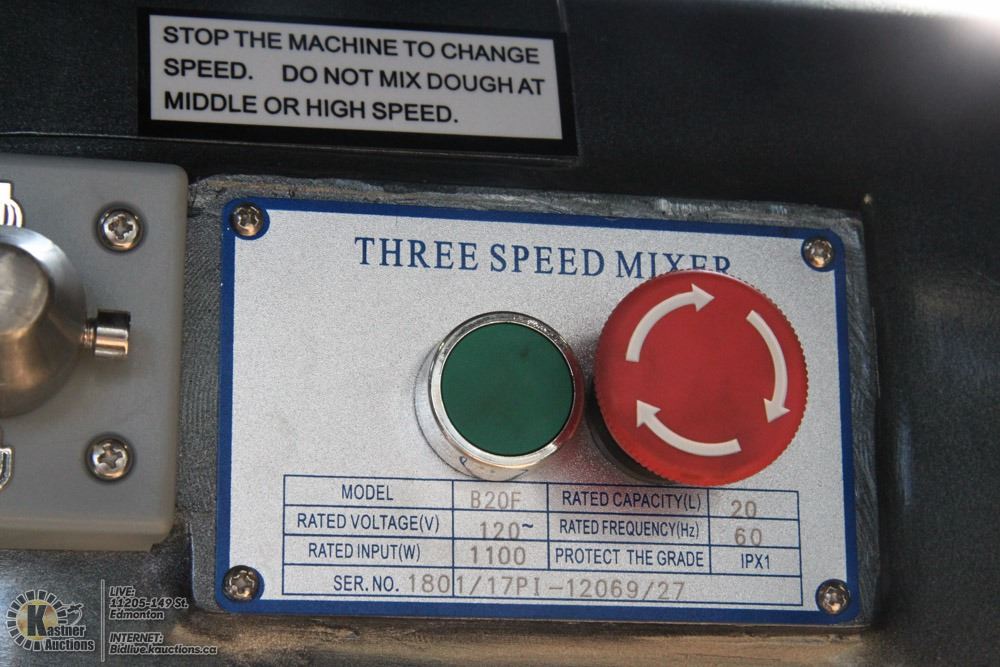 STOP THE MACHINE TO CHANGE
SPEED. DO NOT MIX DOUGH AT
MIDDLE OR HIGH SPEED.
THREE SPEED MIXER
MODEL B20F RATED CAPACITY(L) 20
RATED VOLTAGE(V) 120~ RATED FREQUENCY(Hz) 60
RATED INPUT(W) 1100 PROTECT THE GRADE IPX1
SER. NO. 1801/17PI-12069/27
Kastner
Auctions
LIVE:
11205-149 St.
Edmonton
INTERNET:
Bidlive.kauctions.ca